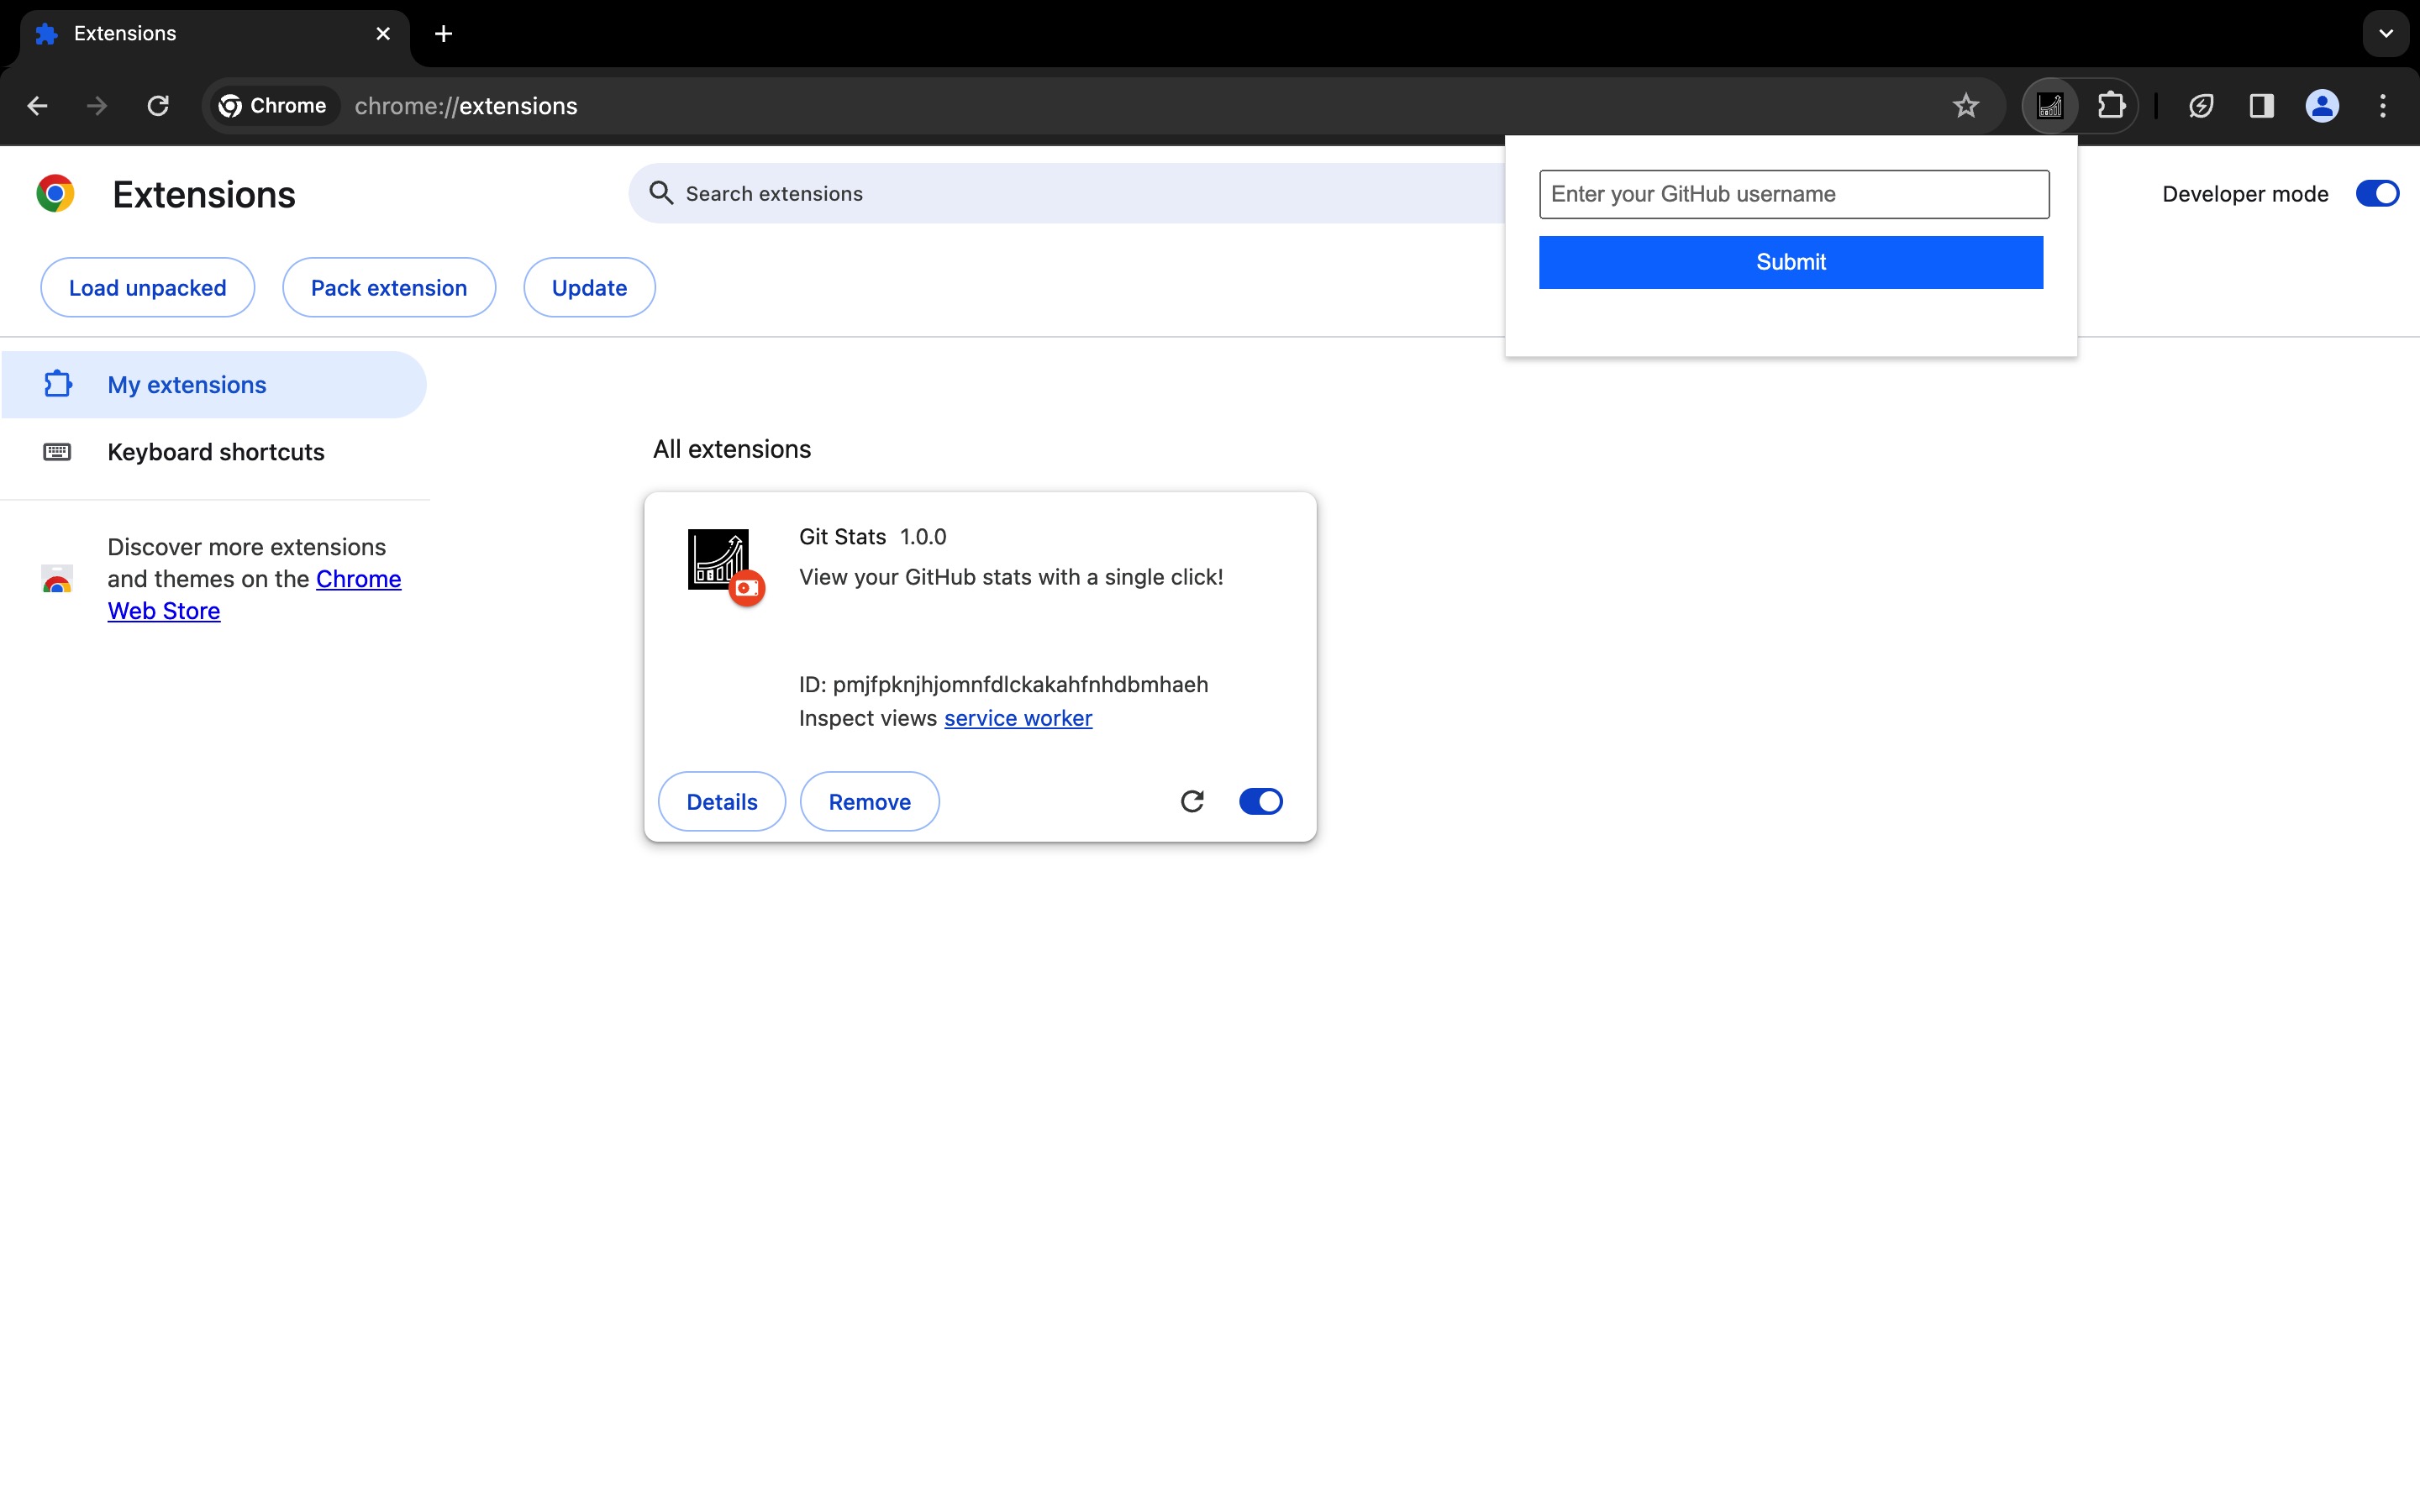 Extensions
Chrome
chrome://extensions
Extensions
Search extensions
Enter your GitHub username
Submit
Developer mode
Load unpacked
Pack extension
Update
My extensions
Keyboard shortcuts
Discover more extensions
and themes on the Chrome
Web Store
All extensions
Git Stats 1.0.0
View your GitHub stats with a single click!
ID: pmjfpknjhjomnfdlckakahfnhdbmhaeh
Inspect views service worker
Details
Remove